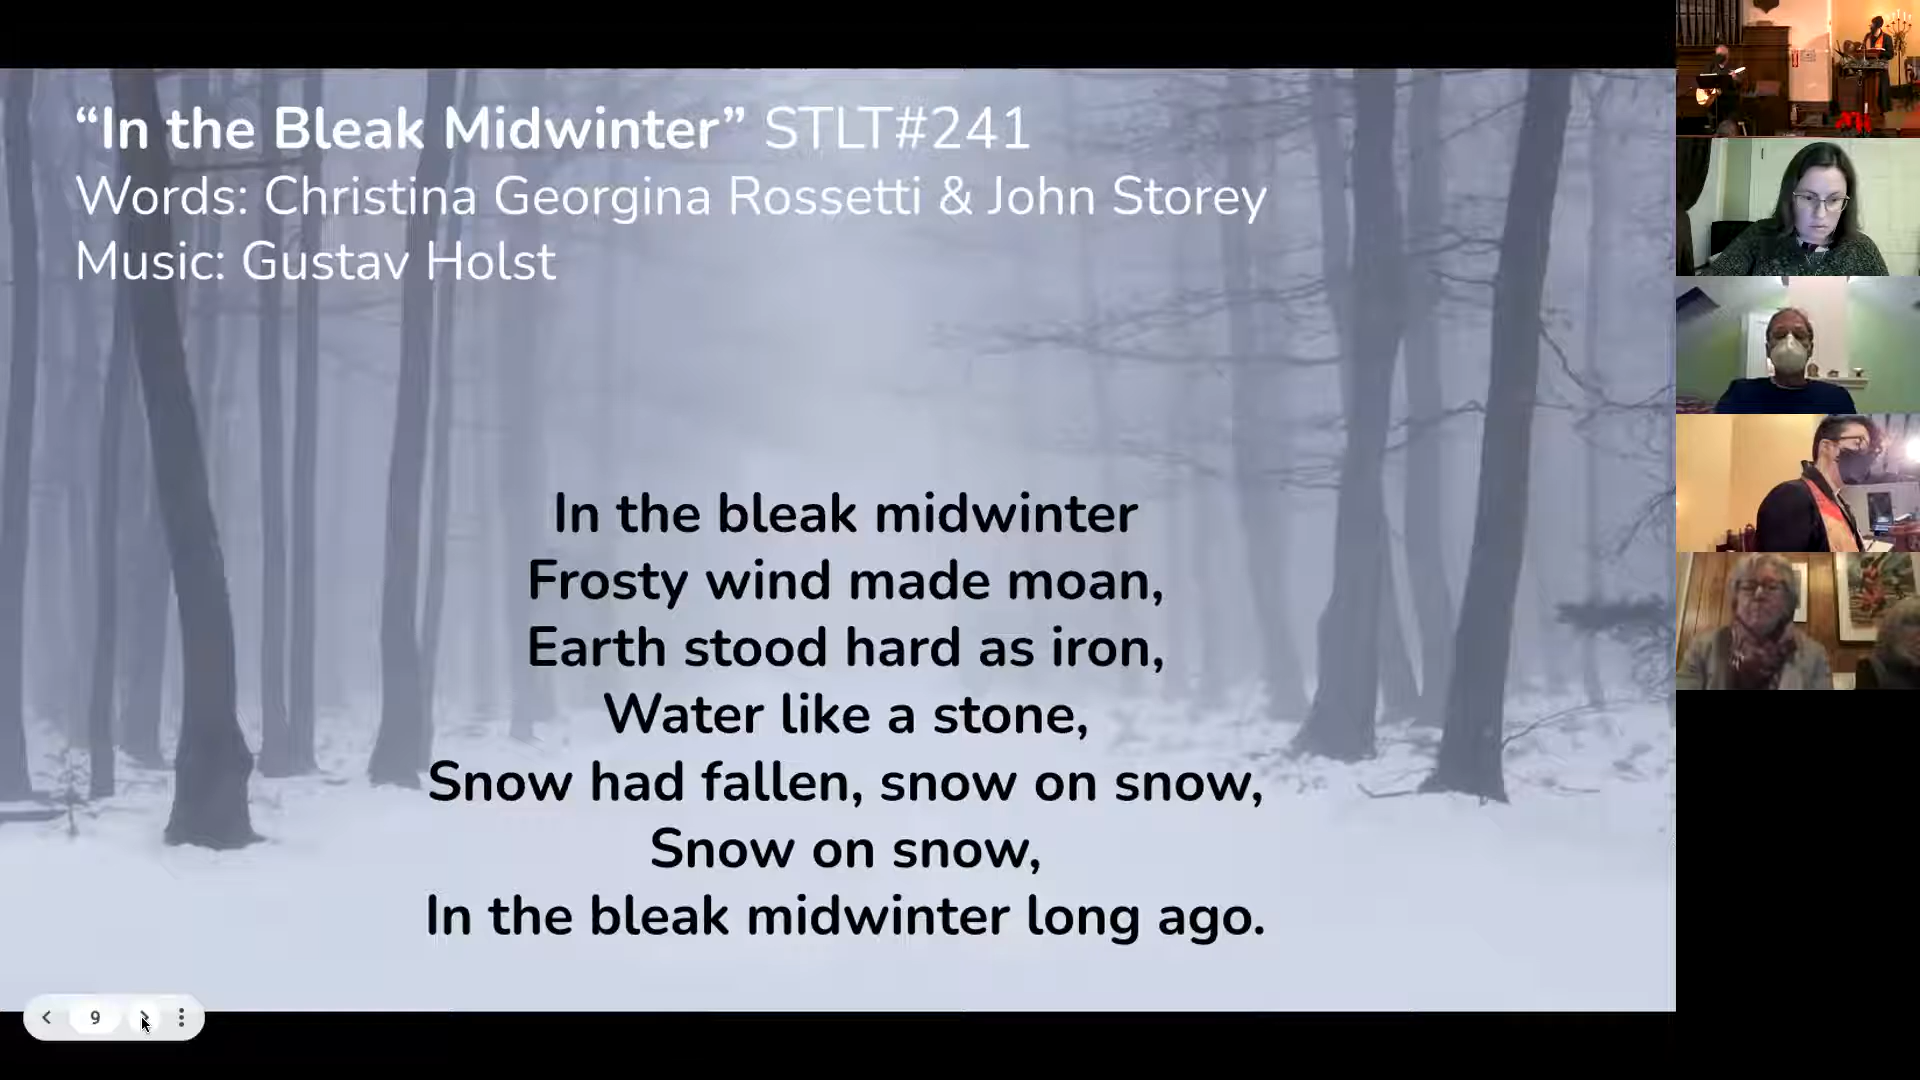 “In the Bleak Midwinter” STLT#241
Words: Christina Georgina Rossetti & John Storey
Music: Gustav Holst
In the bleak midwinter
Frosty wind made moan,
Earth stood hard as iron,
Water like a stone,
Snow had fallen, snow on snow,
Snow on snow,
In the bleak midwinter long ago.
9